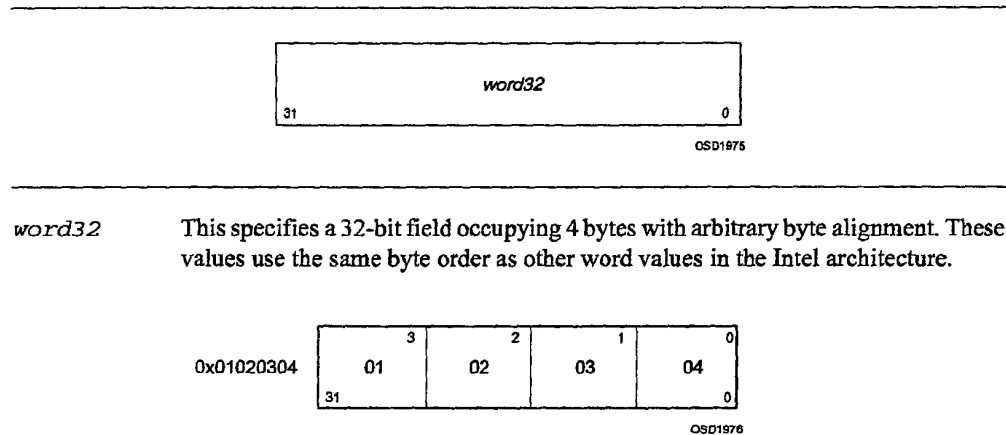 word32
31 0
OSD1975
word32 This specifies a 32-bit field occupying 4 bytes with arbitrary byte alignment. These
values use the same byte order as other word values in the Intel architecture.
3 2 1 0
0x01020304 01 02 03 04
31 0
OSD1976